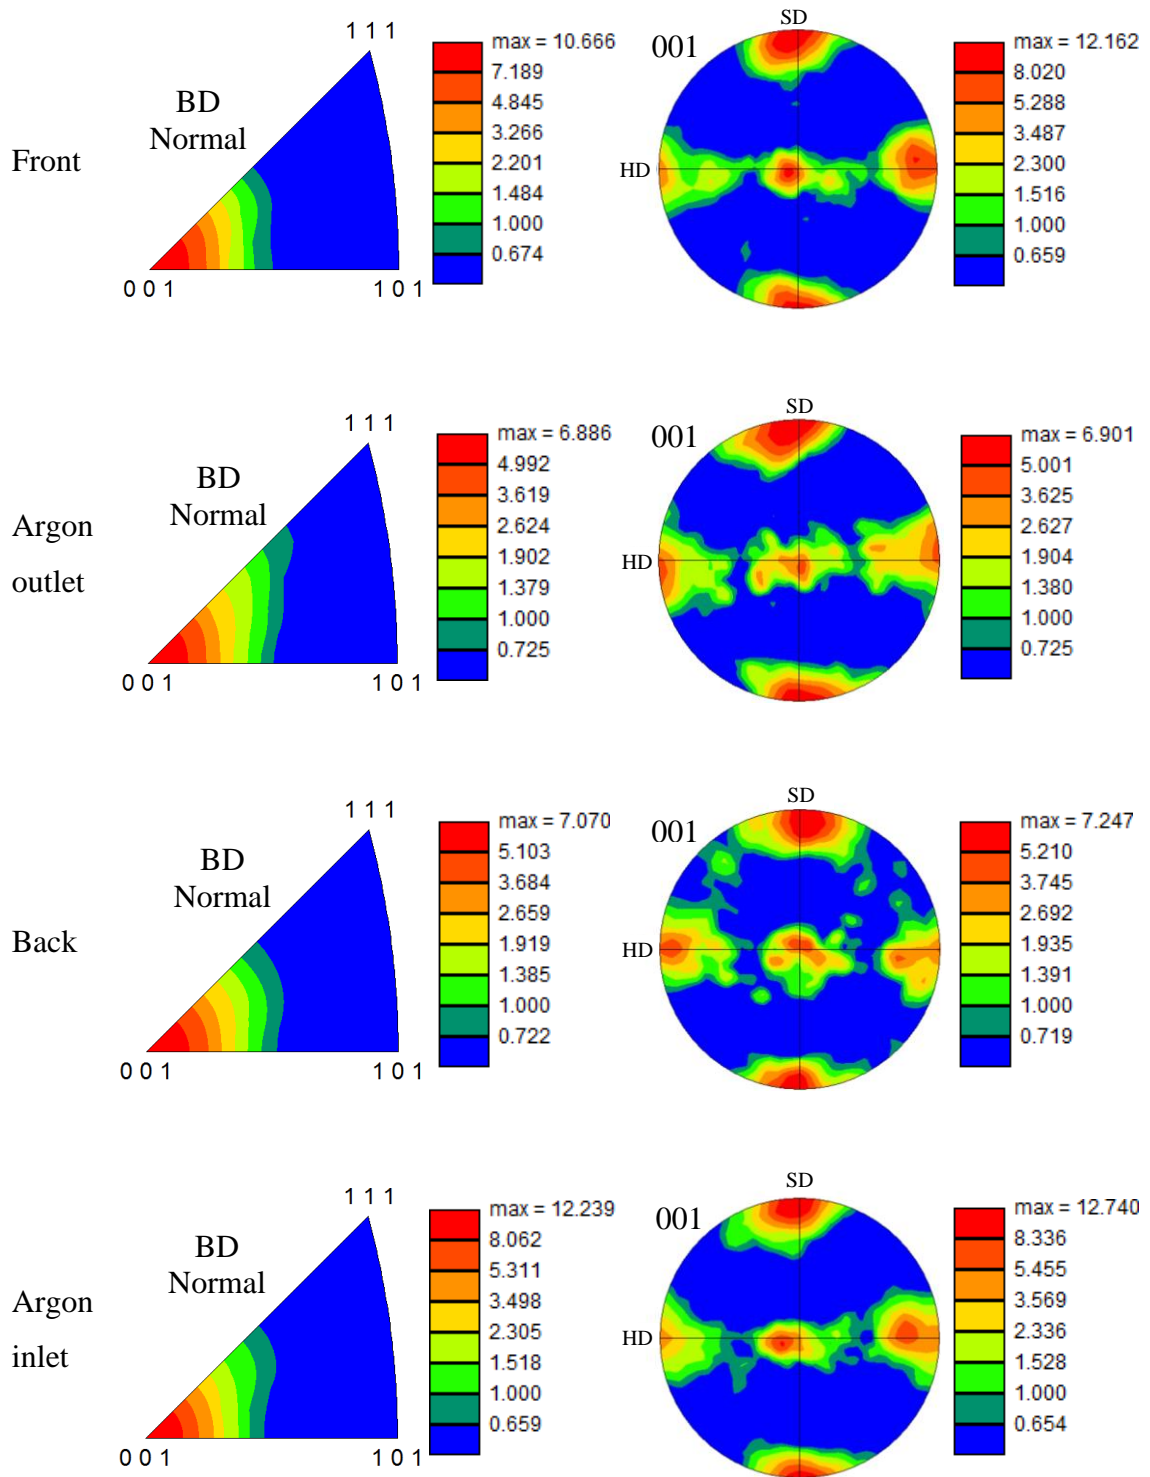 1 1 1
BD
Normal
Front
0 0 1
1 0 1
max = 10.666
7.189
4.845
3.266
2.201
1.484
1.000
0.674
SD
001
HD
max = 12.162
8.020
5.288
3.487
2.300
1.516
1.000
0.659
1 1 1
BD
Normal
Argon
outlet
0 0 1
1 0 1
max = 6.886
4.992
3.619
2.624
1.902
1.379
1.000
0.725
SD
001
HD
max = 6.901
5.001
3.625
2.627
1.904
1.380
1.000
0.725
1 1 1
BD
Normal
Back
0 0 1
1 0 1
max = 7.070
5.103
3.684
2.659
1.919
1.385
1.000
0.722
SD
001
HD
max = 7.247
5.210
3.745
2.692
1.935
1.391
1.000
0.719
1 1 1
BD
Normal
Argon
inlet
0 0 1
1 0 1
max = 12.239
8.062
5.311
3.498
2.305
1.518
1.000
0.659
SD
001
HD
max = 12.740
8.336
5.455
3.569
2.336
1.528
1.000
0.654